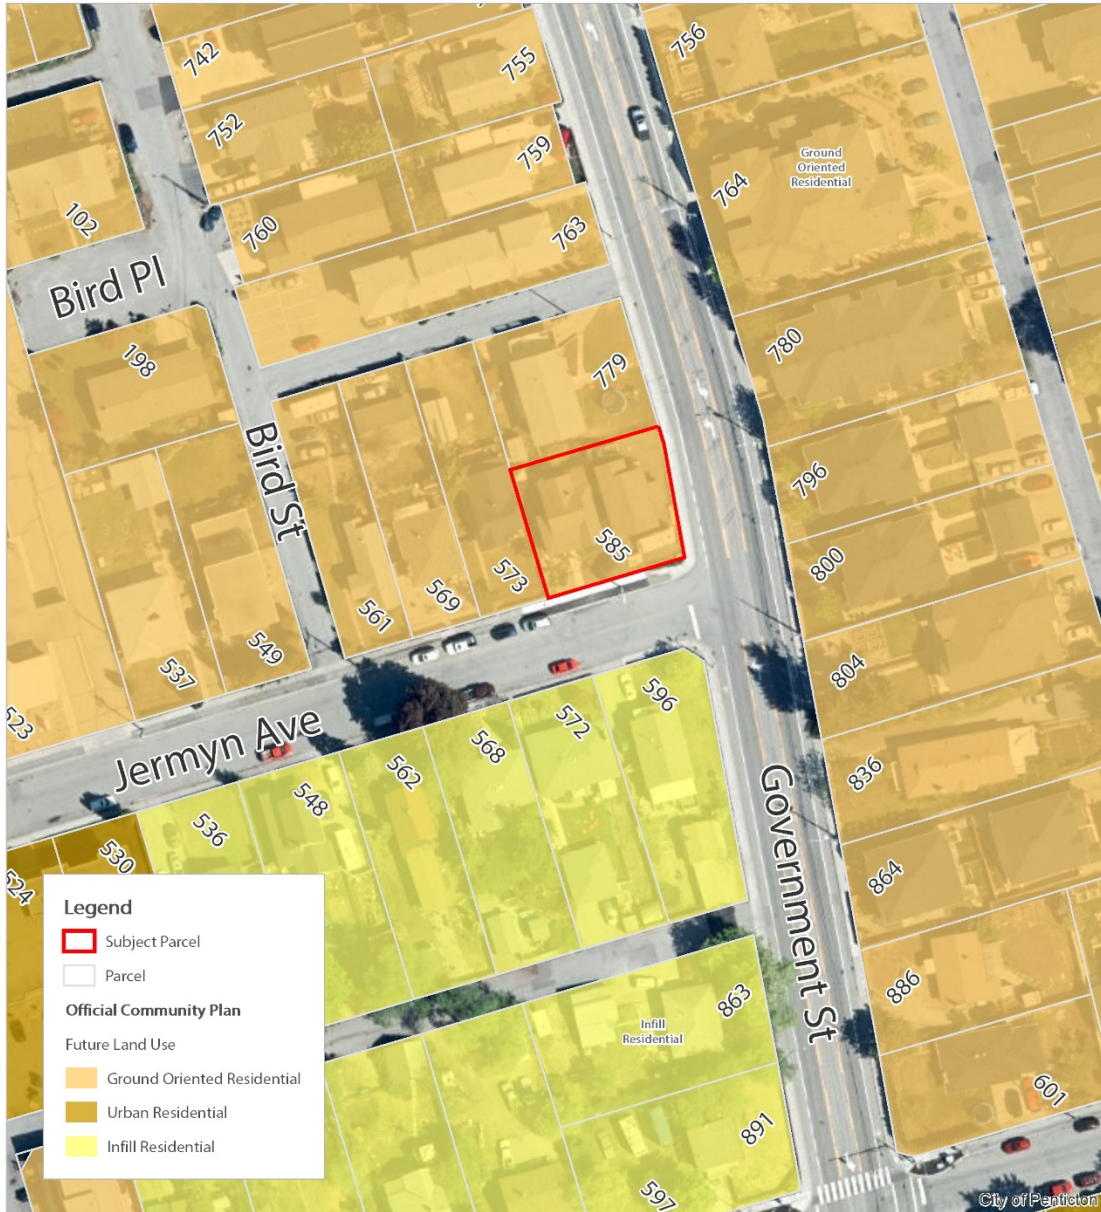 742
755
756
752
759
Ground
Oriented
Residential
764
102
760
763
Bird Pl
198
779
780
Bird St
796
585
573
569
561
800
549
537
804
523
596
572
Jermyn Ave
568
562
548
536
836
Government St
530
524
864
886
863
Infill
Residential
601
891
597
Legend
Subject Parcel
Parcel
Official Community Plan
Future Land Use
Ground Oriented Residential
Urban Residential
Infill Residential
City of Penticton